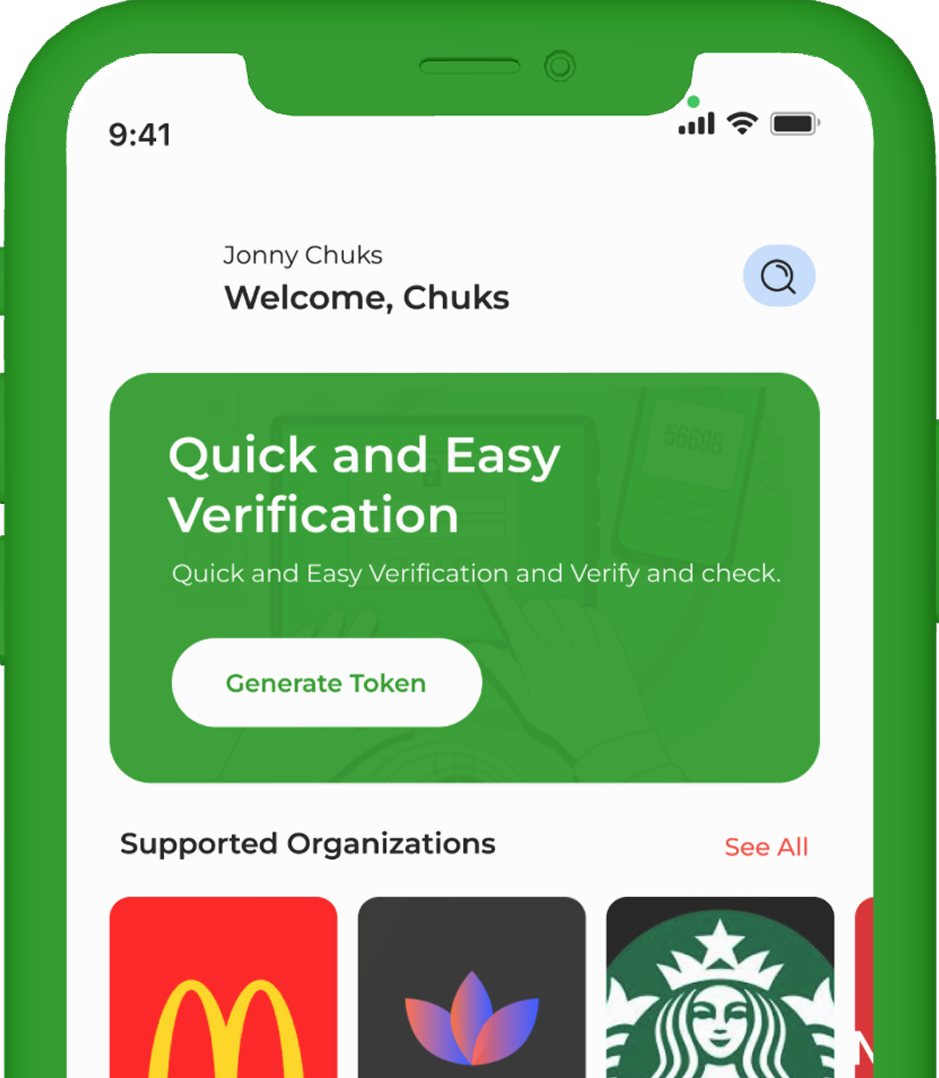 9:41
Jonny Chuks
Welcome, Chuks
56698
Quick and Easy
Verification
Quick and Easy Verification and Verify and check.
Generate Token
Supported Organizations
See All